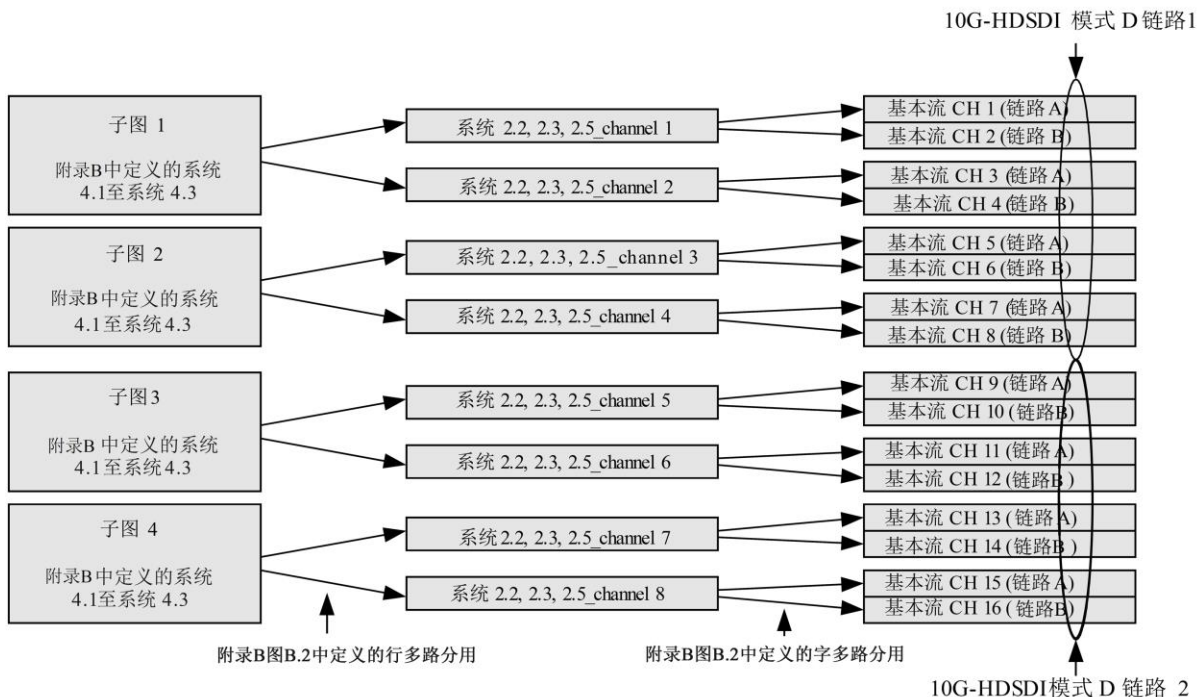 10G-HDSDI 模式 D 链路1
子图 1
附录B中定义的系统
4.1至系统 4.3
系统 2.2, 2.3, 2.5_channel 1
系统 2.2, 2.3, 2.5_channel 2
基本流 CH 1 (链路A)
基本流 CH 2 (链路 B)
基本流 CH 3 (链路A)
基本流 CH 4 (链路 B)
子图 2
附录B中定义的系统
4.1至系统4.3
系统 2.2, 2.3, 2.5_channel 3
系统 2.2, 2.3, 2.5_channel 4
基本流 CH 5 (链路A)
基本流 CH 6 (链路 B)
基本流 CH 7 (链路A)
基本流 CH 8 (链路 B)
子图3
附录B 中定义的系统
4.1至系统 4.3
系统 2.2, 2.3, 2.5_channel 5
系统 2.2, 2.3, 2.5_channel 6
基本流 CH 9 (链路A)
基本流 CH 10 (链路B)
基本流 CH 11 (链路A)
基本流 CH 12 (链路B )
子图 4
附录B中定义的系统
4.1至系统 4.3
系统2.2, 2.3, 2.5_channel 7
系统 2.2, 2.3, 2.5_channel 8
基本流 CH 13 (链路A)
基本流 CH 14 (链路B )
基本流 CH 15 (链路A)
基本流 CH 16 (链路B)
附录B图B.2中定义的行多路分用
附录B图B.2中定义的字多路分用
10G-HDSDI模式 D 链路 2